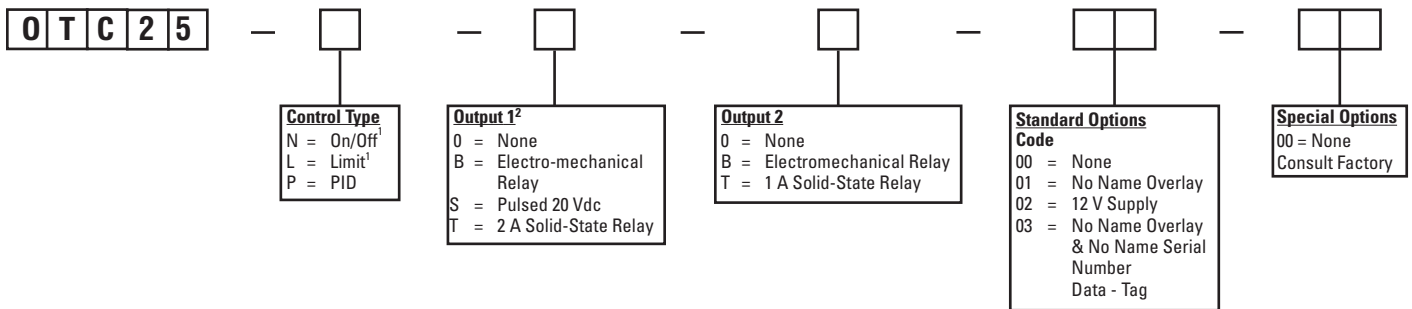 OTC25 — — — — —
Control Type
N = On/Off¹
L = Limit¹
P = PID
Output 1²
0 = None
B = Electro-mechanical
Relay
S = Pulsed 20 Vdc
T = 2 A Solid-State Relay
Output 2
0 = None
B = Electromechanical Relay
T = 1 A Solid-State Relay
Standard Options
Code
00 = None
01 = No Name Overlay
02 = 12 V Supply
03 = No Name Overlay
& No Name Serial
Number
Data - Tag
Special Options
00 = None
Consult Factory